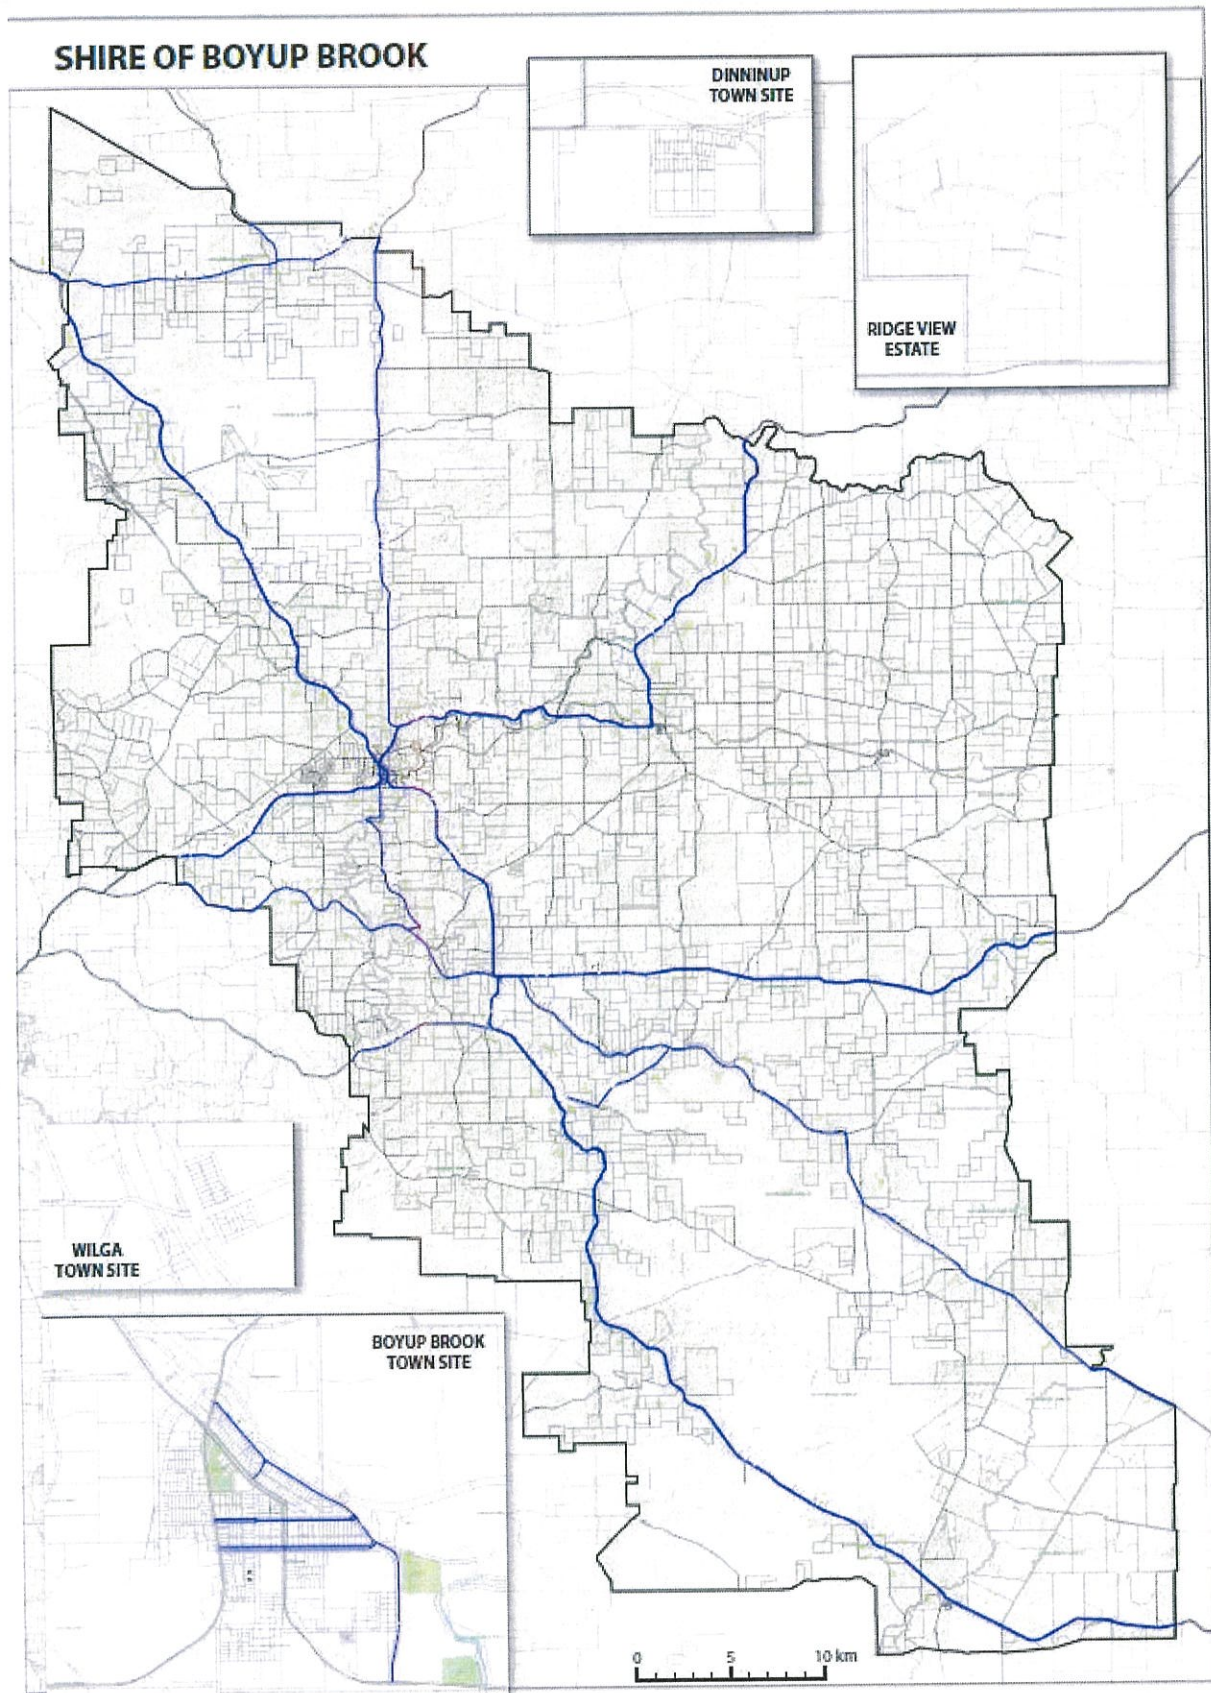 SHIRE OF BOYUP BROOK
DINNINUP
TOWN SITE
RIDGE VIEW
ESTATE
WILGA
TOWN SITE
BOYUP BROOK
TOWN SITE
0 5 10 km